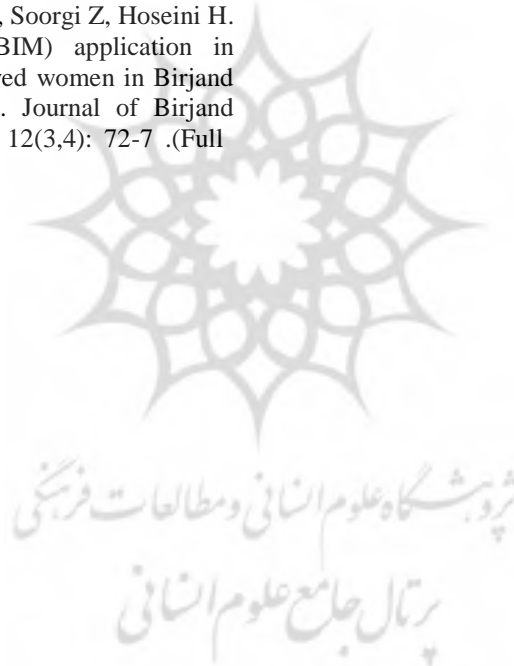 , Soorgi Z, Hoseini H.
BIM) application in
ed women in Birjand
. Journal of Birjand
12(3,4): 72-7 .(Full
پژوهشگاه علوم انسانی و مطالعات فرهنگی
پرتال جامع علوم انسانی